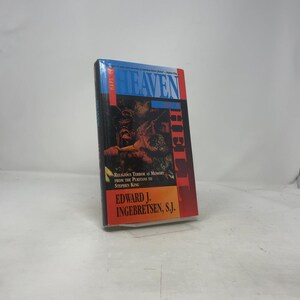 HEAVEN
HELL
RELIGIOUS TERROR AS MEMORY
FROM THE PURITANS TO
STEPHEN KING
EDWARD J.
INGEBRETSEN, S.J.